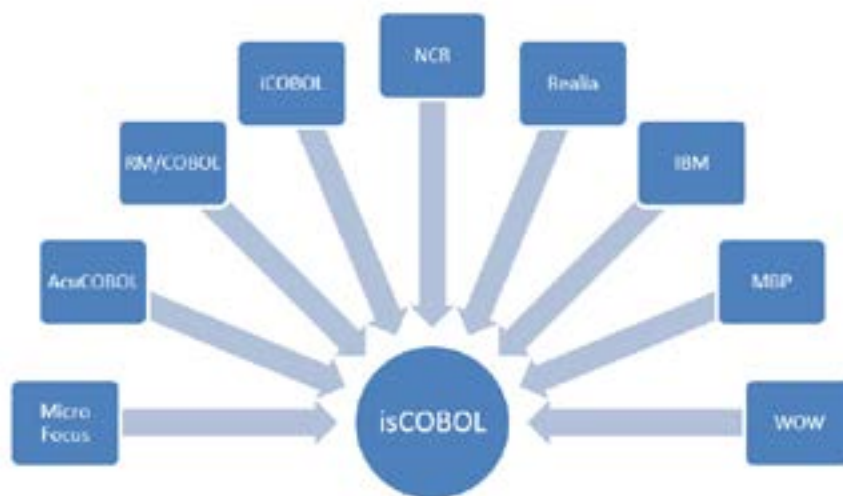 NCR
iCOBOL
Realia
RM/COBOL
IBM
AcuCOBOL
MBP
Micro
Focus
isCOBOL
WOW